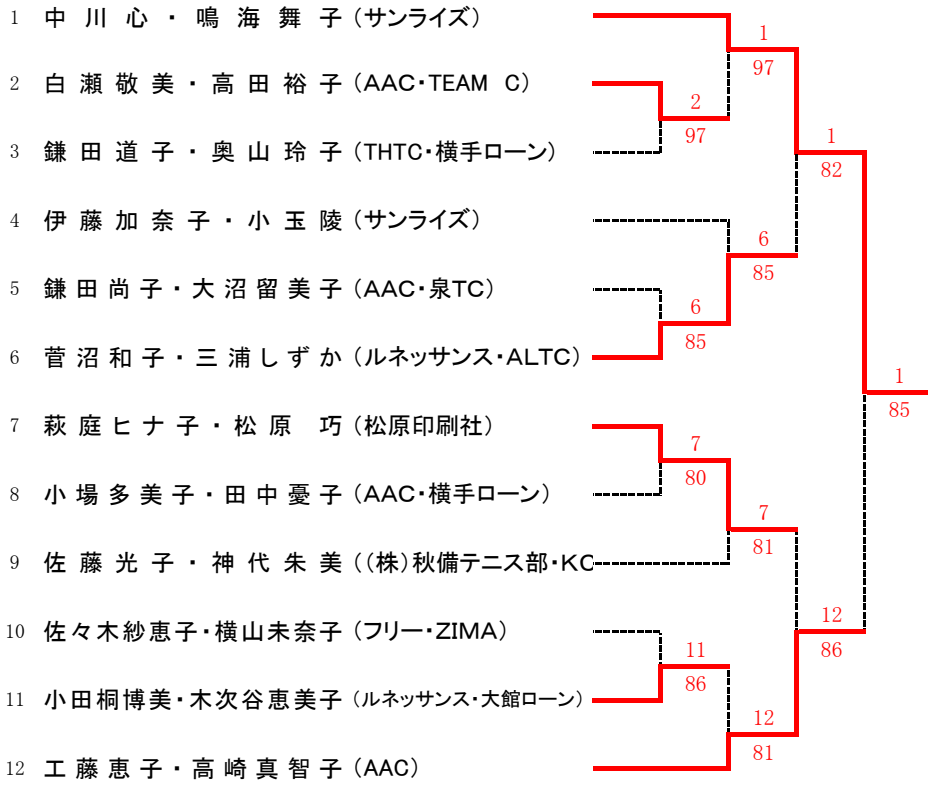 1 中川心・鳴海舞子（サンライズ）
1
97
2 白瀬敬美・高田裕子（AAC・TEAM C）
2
97
3 鎌田道子・奥山玲子（THTC・横手ローン）
1
82
4 伊藤加奈子・小玉陵（サンライズ）
6
85
5 鎌田尚子・大沼留美子（AAC・泉TC）
6
85
6 菅沼和子・三浦しずか（ルネッサンス・ALTC）
1
85
7 萩庭ヒナ子・松原　巧（松原印刷社）
7
80
8 小場多美子・田中憂子（AAC・横手ローン）
7
81
9 佐藤光子・神代朱美（（株）秋備テニス部・KC
10 佐々木紗恵子・横山未奈子（フリー・ZIMA）
12
86
11
86
11 小田桐博美・木次谷恵美子（ルネッサンス・大館ローン）
12
81
12 工藤恵子・高崎真智子（AAC）